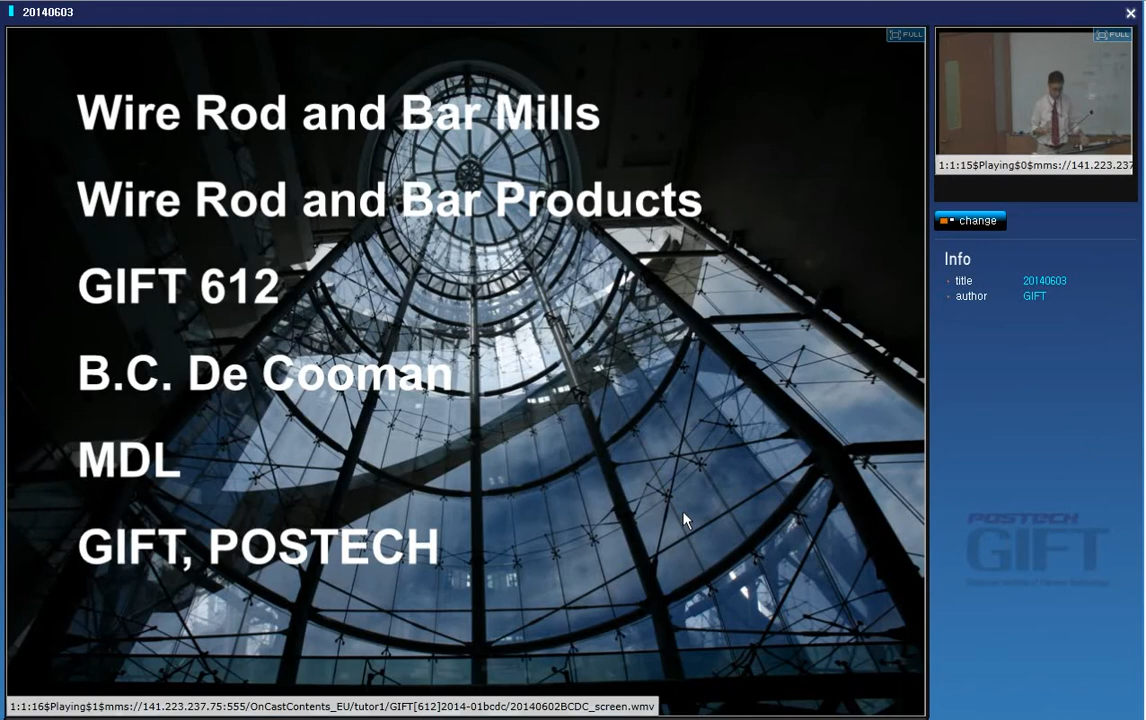 20140603
FULL
Wire Rod and Bar Mills
Wire Rod and Bar Products
GIFT 612
B.C. De Cooman
MDL
GIFT, POSTECH
1:1:16$Playing$1$mms://141.223.237.75:555/OnCastContents_EU/tutor1/GIFT[612]2014-01bcdc/20140602BCDC_screen.wmv
FULL
1:1:15$Playing$0$mms://141.223.237
change
Info
title 20140603
author GIFT
POSTECH
GIFT